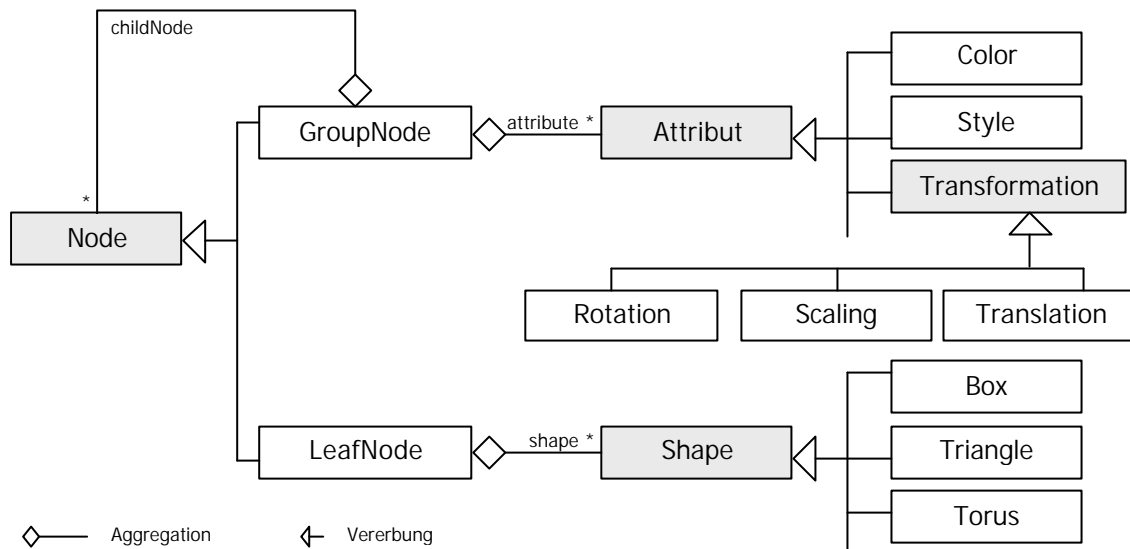 childNode
Color
GroupNode
attribute *
Attribut
Style
Transformation
*
Node
Rotation
Scaling
Translation
Box
LeafNode
shape *
Shape
Triangle
Torus
Aggregation
Vererbung